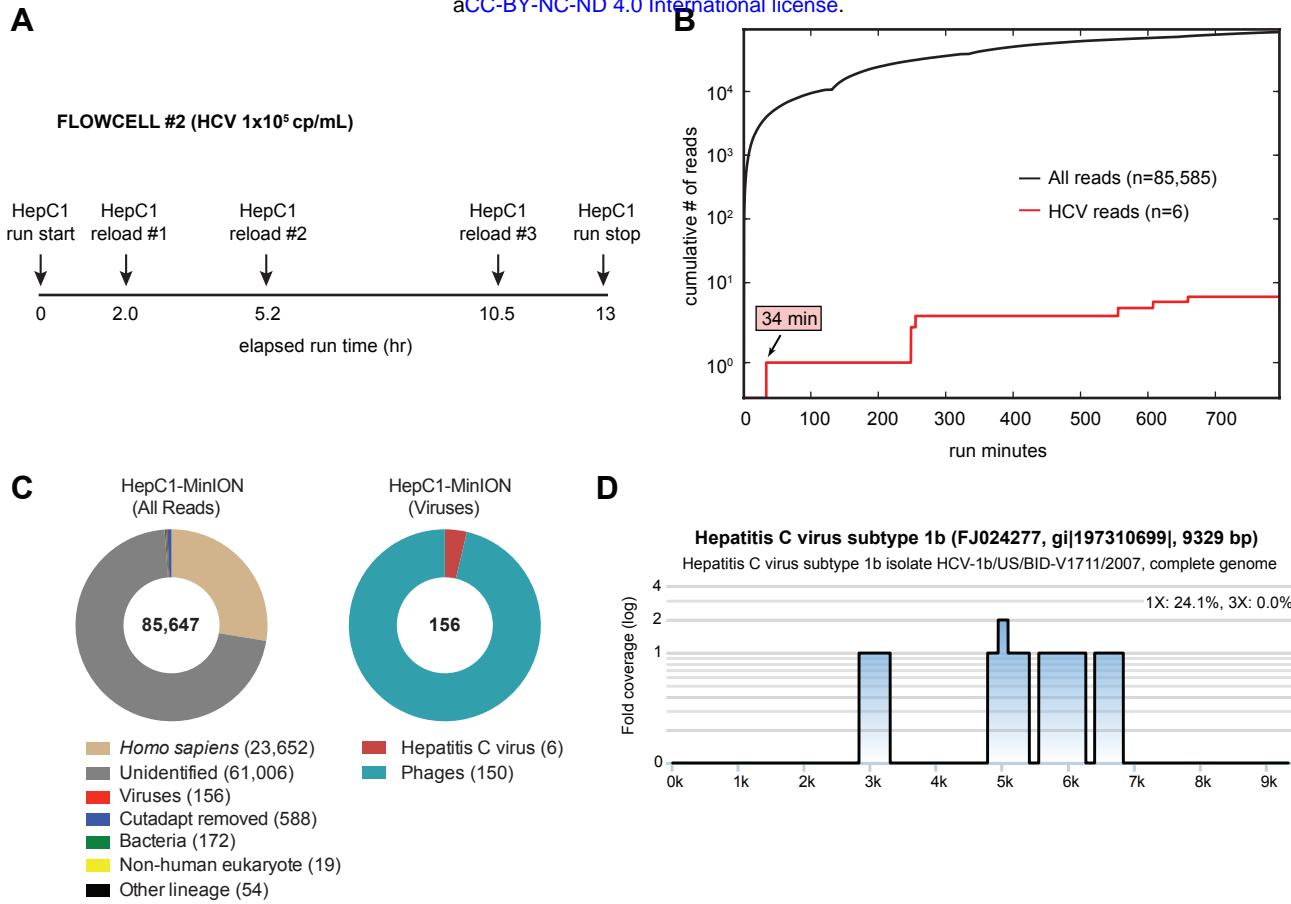 aCC-BY-NC-ND 4.0 International license.
A
FLOWCELL #2 (HCV 1x10⁵ cp/mL)
HepC1 run start
HepC1 reload #1
HepC1 reload #2
HepC1 reload #3
HepC1 run stop
0 2.0 5.2 10.5 13
elapsed run time (hr)
B
cumulative # of reads
10⁴
10³
10²
10¹
10⁰
All reads (n=85,585)
HCV reads (n=6)
34 min
0 100 200 300 400 500 600 700
run minutes
C
HepC1-MinION
(All Reads)
85,647
Homo sapiens (23,652)
Unidentified (61,006)
Viruses (156)
Cutadapt removed (588)
Bacteria (172)
Non-human eukaryote (19)
Other lineage (54)
HepC1-MinION
(Viruses)
156
Hepatitis C virus (6)
Phages (150)
D
Hepatitis C virus subtype 1b (FJ024277, gi|197310699|, 9329 bp)
Hepatitis C virus subtype 1b isolate HCV-1b/US/BID-V1711/2007, complete genome
1X: 24.1%, 3X: 0.0%
Fold coverage (log)
4
2
1
0
0k 1k 2k 3k 4k 5k 6k 7k 8k 9k